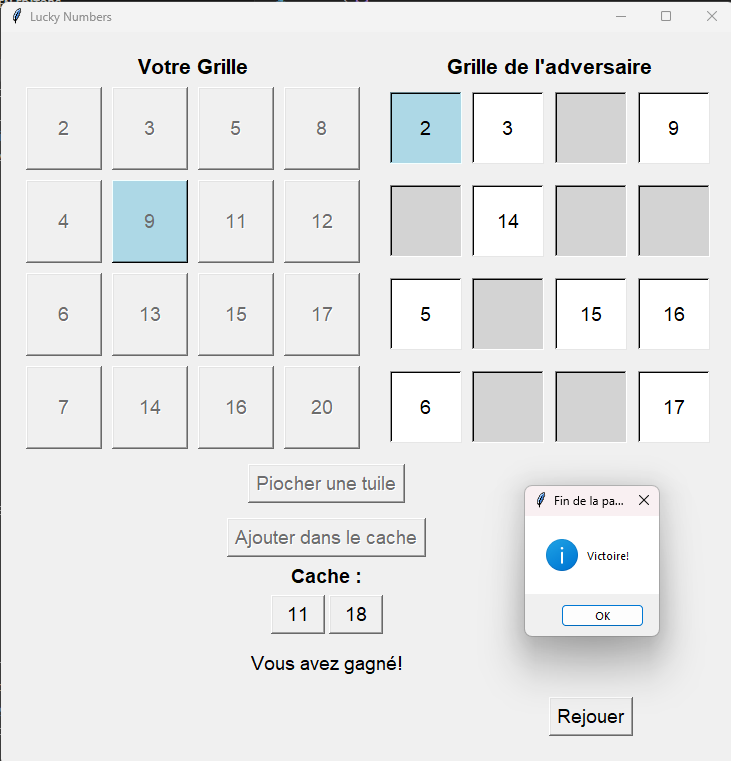 Lucky Numbers
Votre Grille
Grille de l'adversaire
2 3 5 8
2 3 9
4 9 11 12
14
6 13 15 17
5 15 16
7 14 16 20
6 17
Piocher une tuile
Ajouter dans le cache
Cache :
11 18
Vous avez gagné!
Fin de la pa...
Victoire!
OK
Rejouer